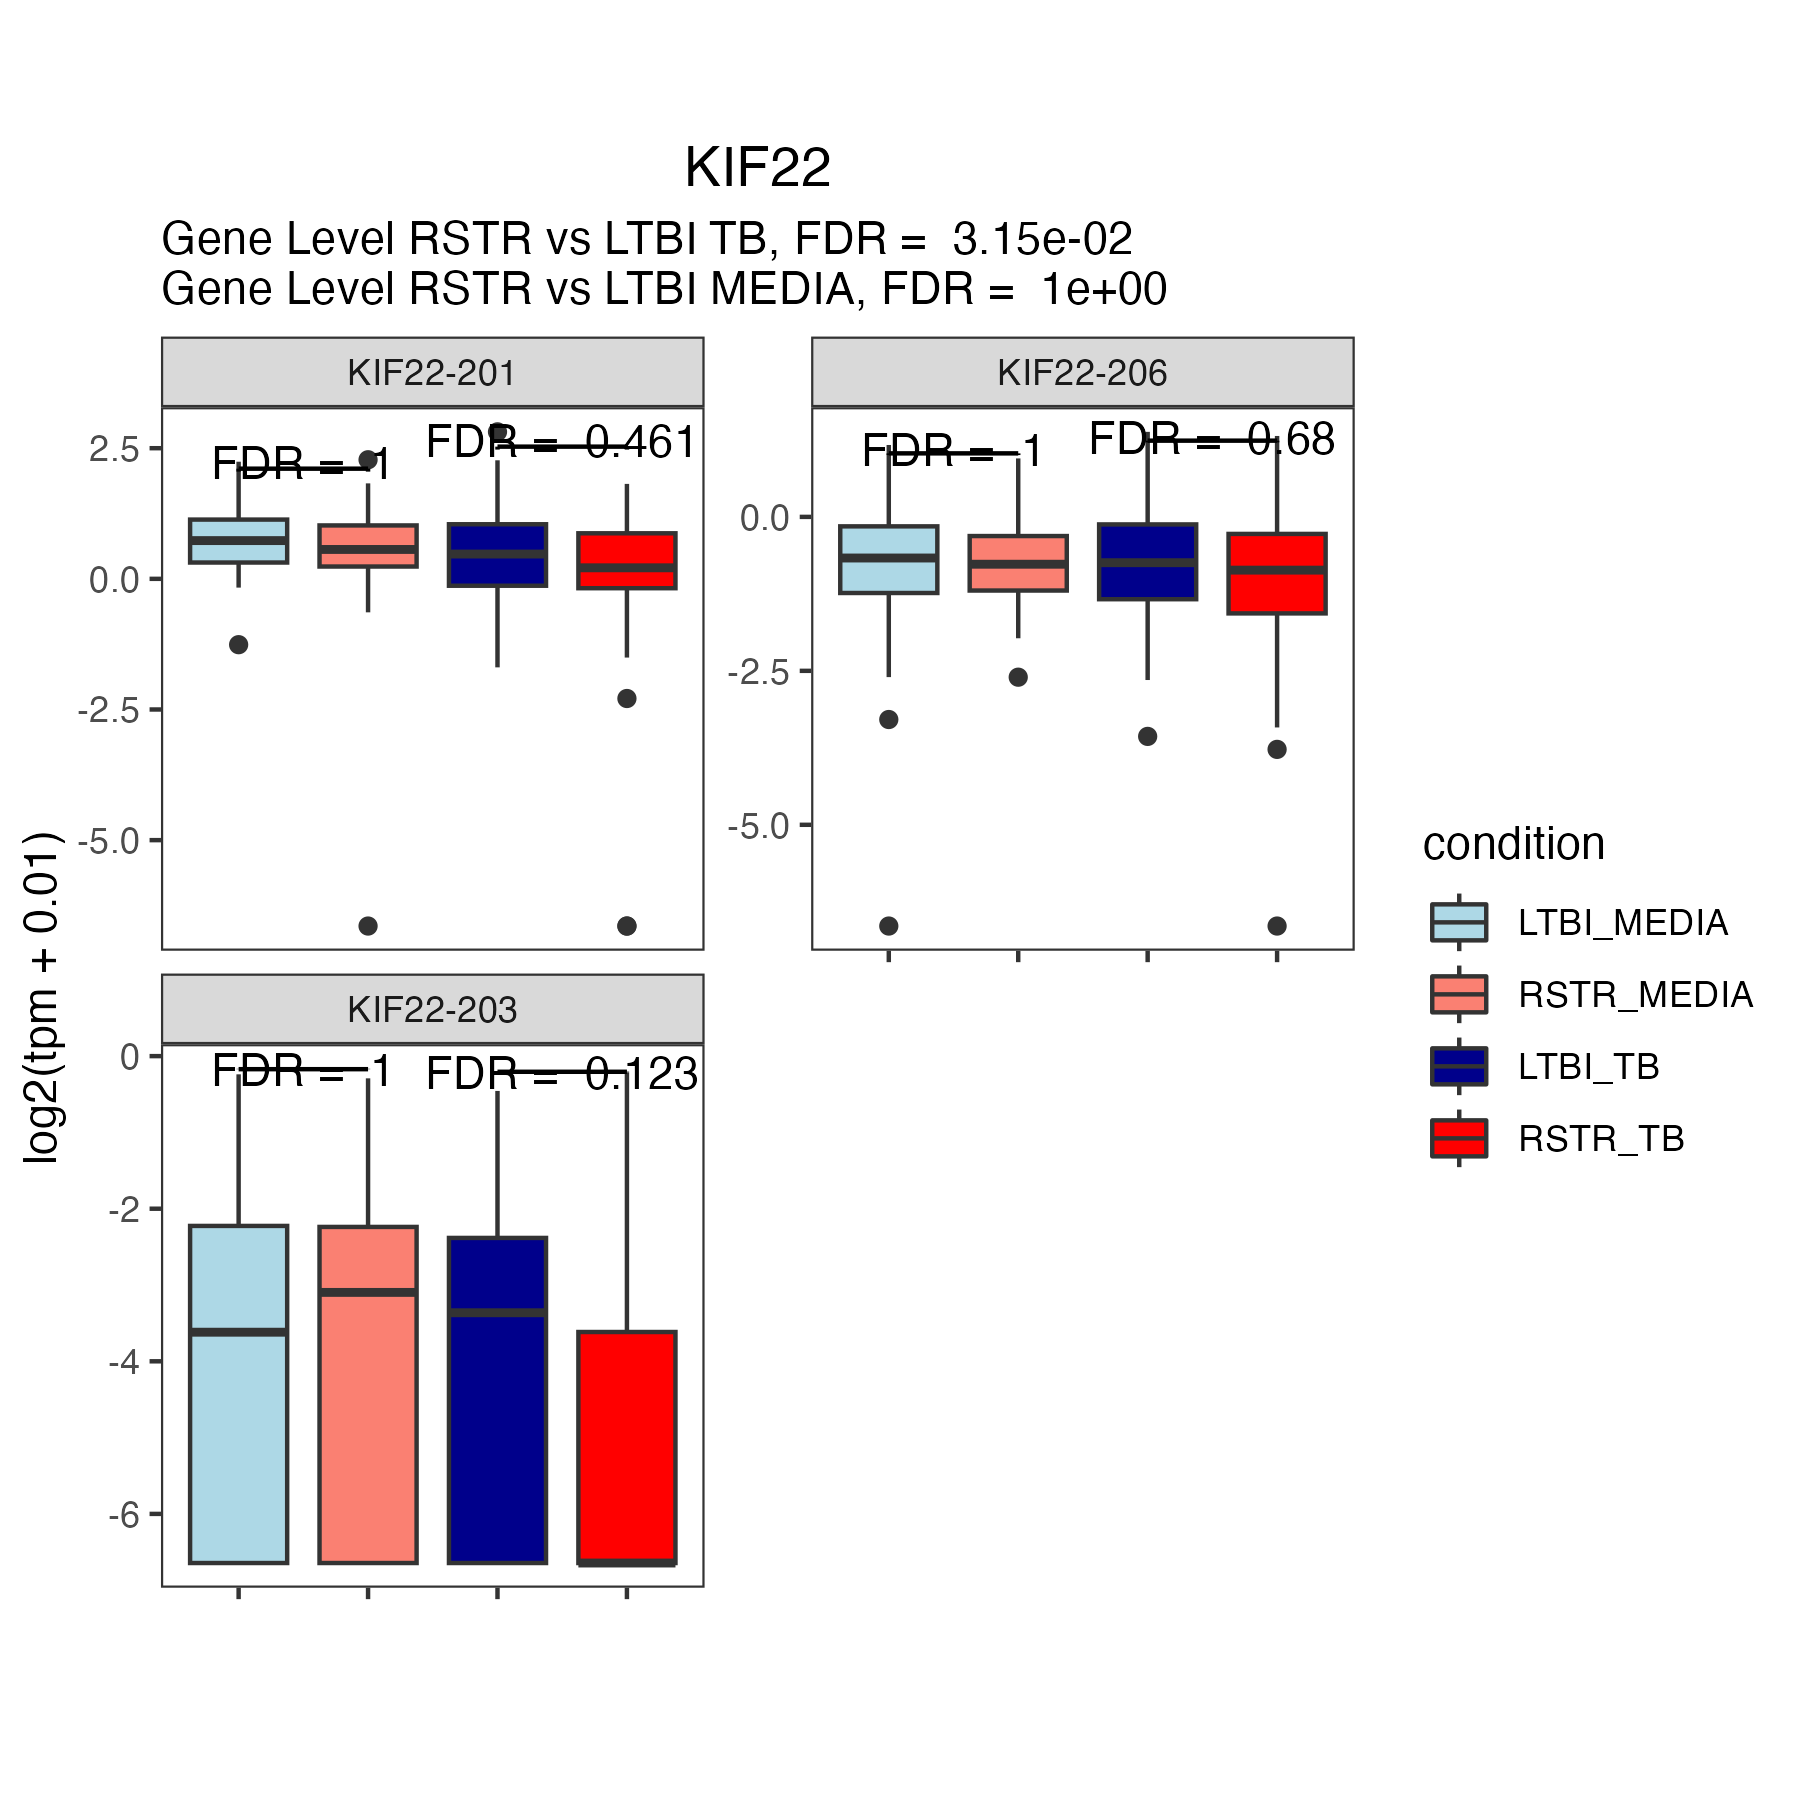 KIF22
Gene Level RSTR vs LTBI TB, FDR =  3.15e-02
Gene Level RSTR vs LTBI MEDIA, FDR =  1e+00
KIF22-201
FDR =  1
FDR =  0.461
2.5
0.0
-2.5
-5.0
KIF22-206
FDR =  1
FDR =  0.68
0.0
-2.5
-5.0
KIF22-203
FDR =  1
FDR =  0.123
0
-2
-4
-6
log2(tpm + 0.01)
condition
LTBI_MEDIA
RSTR_MEDIA
LTBI_TB
RSTR_TB